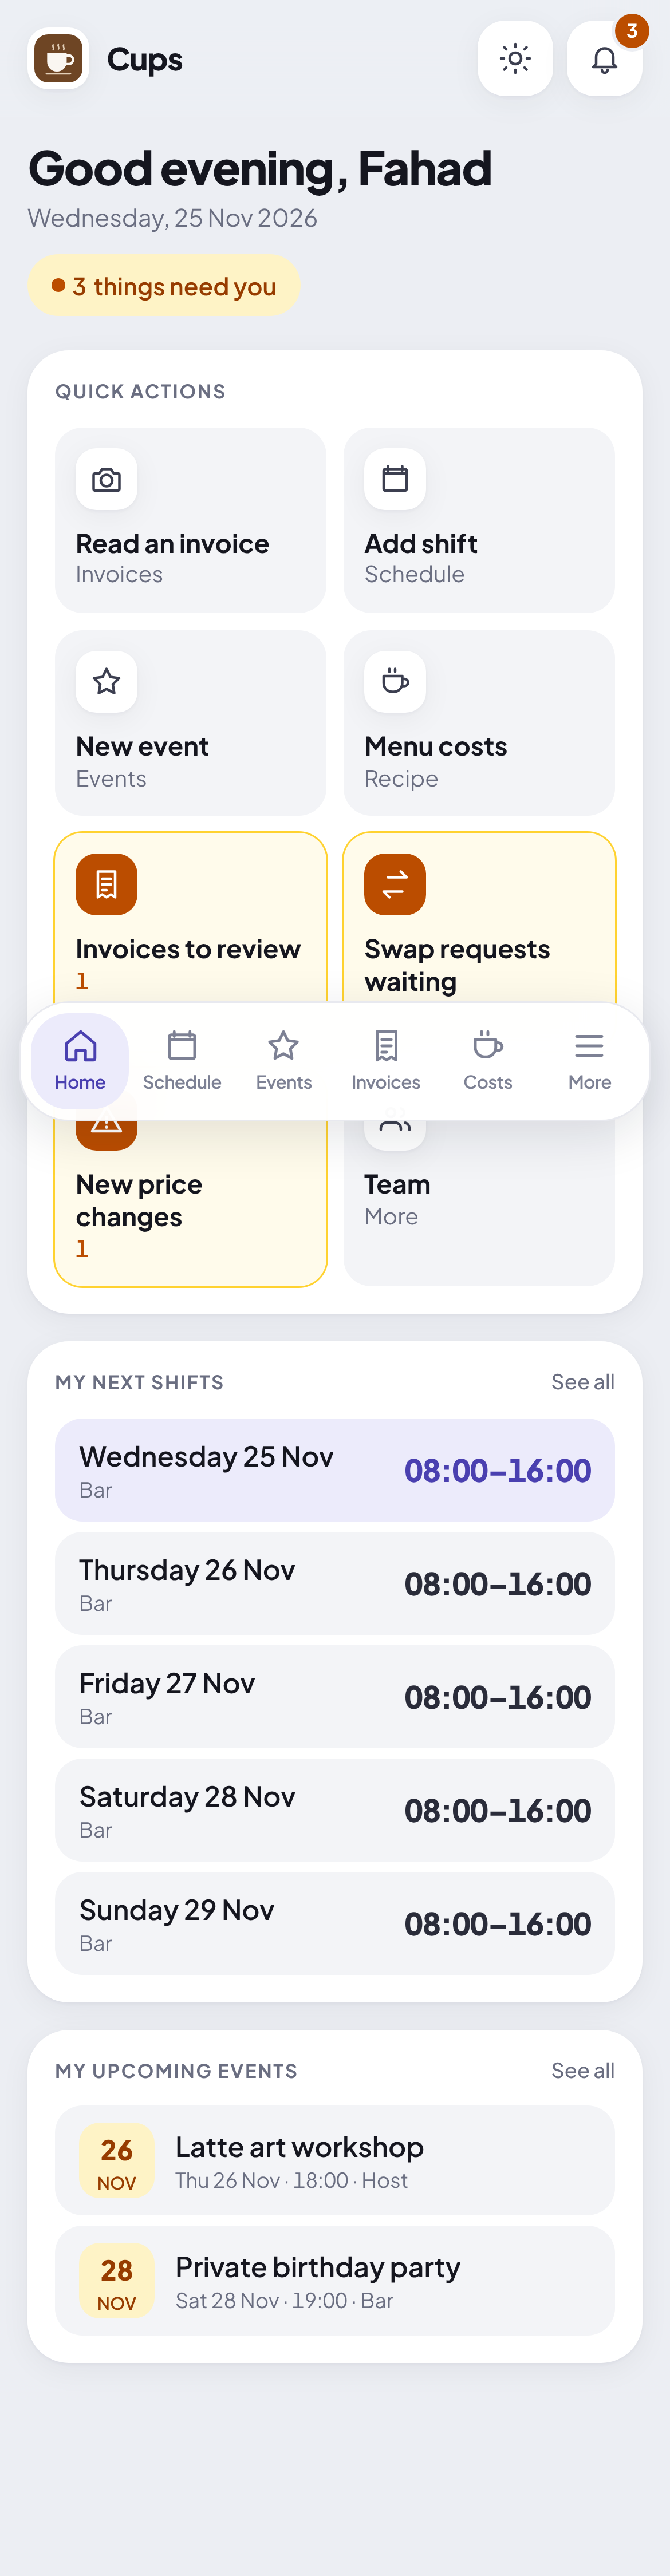 Cups
3
Good evening, Fahad
Wednesday, 25 Nov 2026
3 things need you
QUICK ACTIONS
Read an invoice
Invoices
Add shift
Schedule
New event
Events
Menu costs
Recipe
Invoices to review
1
Swap requests
waiting
Home
Schedule
Events
Invoices
Costs
More
New price
changes
1
Team
More
MY NEXT SHIFTS
See all
Wednesday 25 Nov
Bar
08:00–16:00
Thursday 26 Nov
Bar
08:00–16:00
Friday 27 Nov
Bar
08:00–16:00
Saturday 28 Nov
Bar
08:00–16:00
Sunday 29 Nov
Bar
08:00–16:00
MY UPCOMING EVENTS
See all
26
NOV
Latte art workshop
Thu 26 Nov · 18:00 · Host
28
NOV
Private birthday party
Sat 28 Nov · 19:00 · Bar